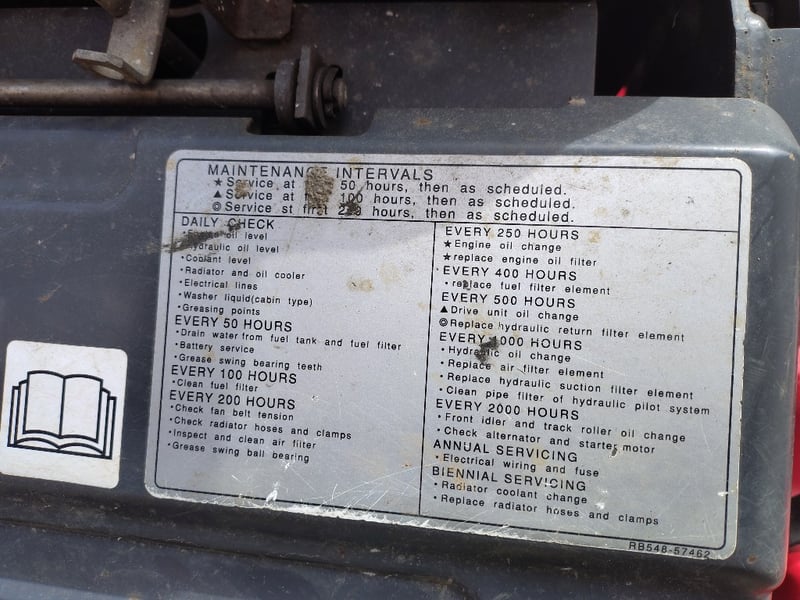 MAINTENANCE INTERVALS
★ Service at 50 hours, then as scheduled.
▲ Service at 100 hours, then as scheduled.
◎ Service st first hours, then as scheduled.
DAILY CHECK
・Engine oil level
・Hydraulic oil level
・Coolant level
・Radiator and oil cooler
・Electrical lines
・Washer liquid(cabin type)
・Greasing points
EVERY 50 HOURS
・Drain water from fuel tank and fuel filter
・Battery service
・Grease swing bearing teeth
EVERY 100 HOURS
・Clean fuel filter
EVERY 200 HOURS
・Check fan belt tension
・Check radiator hoses and clamps
・Inspect and clean air filter
・Grease swing ball bearing
EVERY 250 HOURS
★ Engine oil change
★ replace engine oil filter
EVERY 400 HOURS
・replace fuel filter element
EVERY 500 HOURS
▲ Drive unit oil change
◎ Replace hydraulic return filter element
EVERY 1000 HOURS
・Hydraulic oil change
・Replace air filter element
・Replace hydraulic suction filter element
・Clean pipe filter of hydraulic pilot system
EVERY 2000 HOURS
・Front idler and track roller oil change
・Check alternator and starter motor
ANNUAL SERVICING
・Electrical wiring and fuse
BIENNIAL SERVICING
・Radiator coolant change
・Replace radiator hoses and clamps
RB548-57462